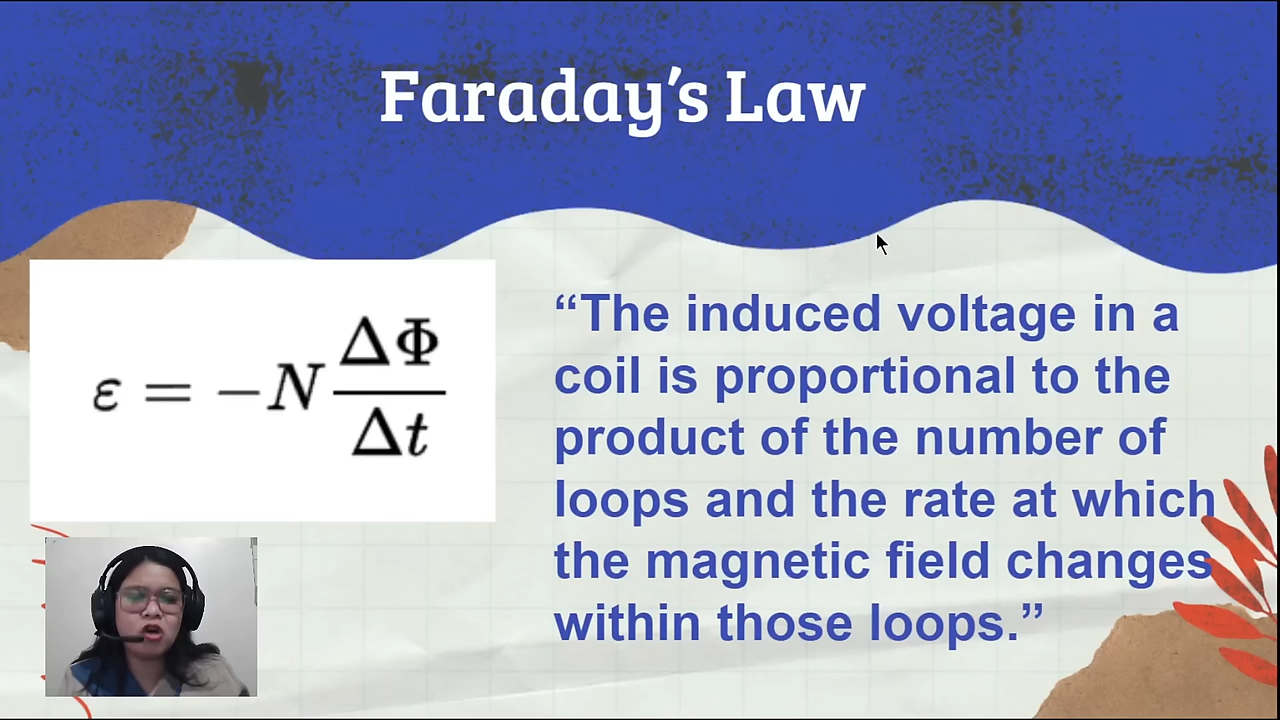 Faraday’s Law
ε = −N ΔΦ/Δt
“The induced voltage in a
coil is proportional to the
product of the number of
loops and the rate at which
the magnetic field changes
within those loops.”